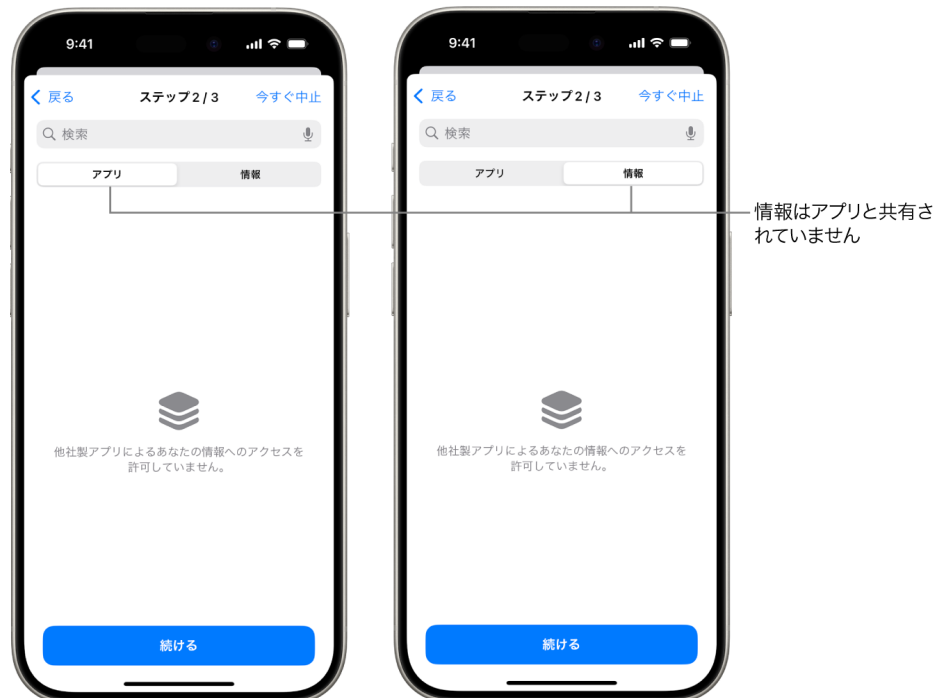 9:41
戻る
ステップ2 / 3
今すぐ中止
検索
アプリ
情報
他社製アプリによるあなたの情報へのアクセスを
許可していません。
続ける
9:41
戻る
ステップ2 / 3
今すぐ中止
検索
アプリ
情報
他社製アプリによるあなたの情報へのアクセスを
許可していません。
続ける
情報はアプリと共有さ
れていません